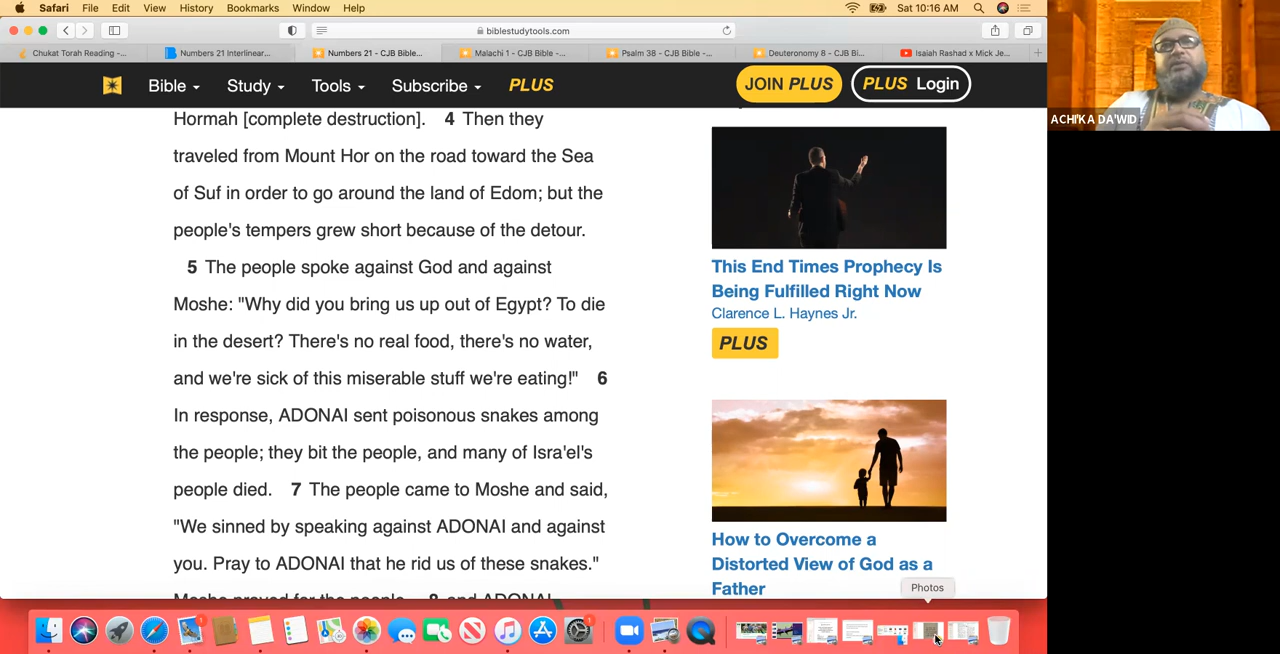 Safari File Edit View History Bookmarks Window Help Sat 10:16 AM
biblestudytools.com
Chukat Torah Reading -... Numbers 21 Interlinear... Numbers 21 - CJB Bible... Malachi 1 - CJB Bible -... Psalm 38 - CJB Bible -... Deuteronomy 8 - CJB Bi... Isaiah Rashad x Mick Je...
Bible Study Tools Subscribe PLUS JOIN PLUS PLUS Login
ACHI'KA DA'WID
Hormah [complete destruction]. 4 Then they
traveled from Mount Hor on the road toward the Sea
of Suf in order to go around the land of Edom; but the
people's tempers grew short because of the detour.
5 The people spoke against God and against
Moshe: "Why did you bring us up out of Egypt? To die
in the desert? There's no real food, there's no water,
and we're sick of this miserable stuff we're eating!" 6
In response, ADONAI sent poisonous snakes among
the people; they bit the people, and many of Isra'el's
people died. 7 The people came to Moshe and said,
"We sinned by speaking against ADONAI and against
you. Pray to ADONAI that he rid us of these snakes."
Moshe prayed for the people. 8 and ADONAI
This End Times Prophecy Is
Being Fulfilled Right Now
Clarence L. Haynes Jr.
PLUS
How to Overcome a
Distorted View of God as a
Father
Photos